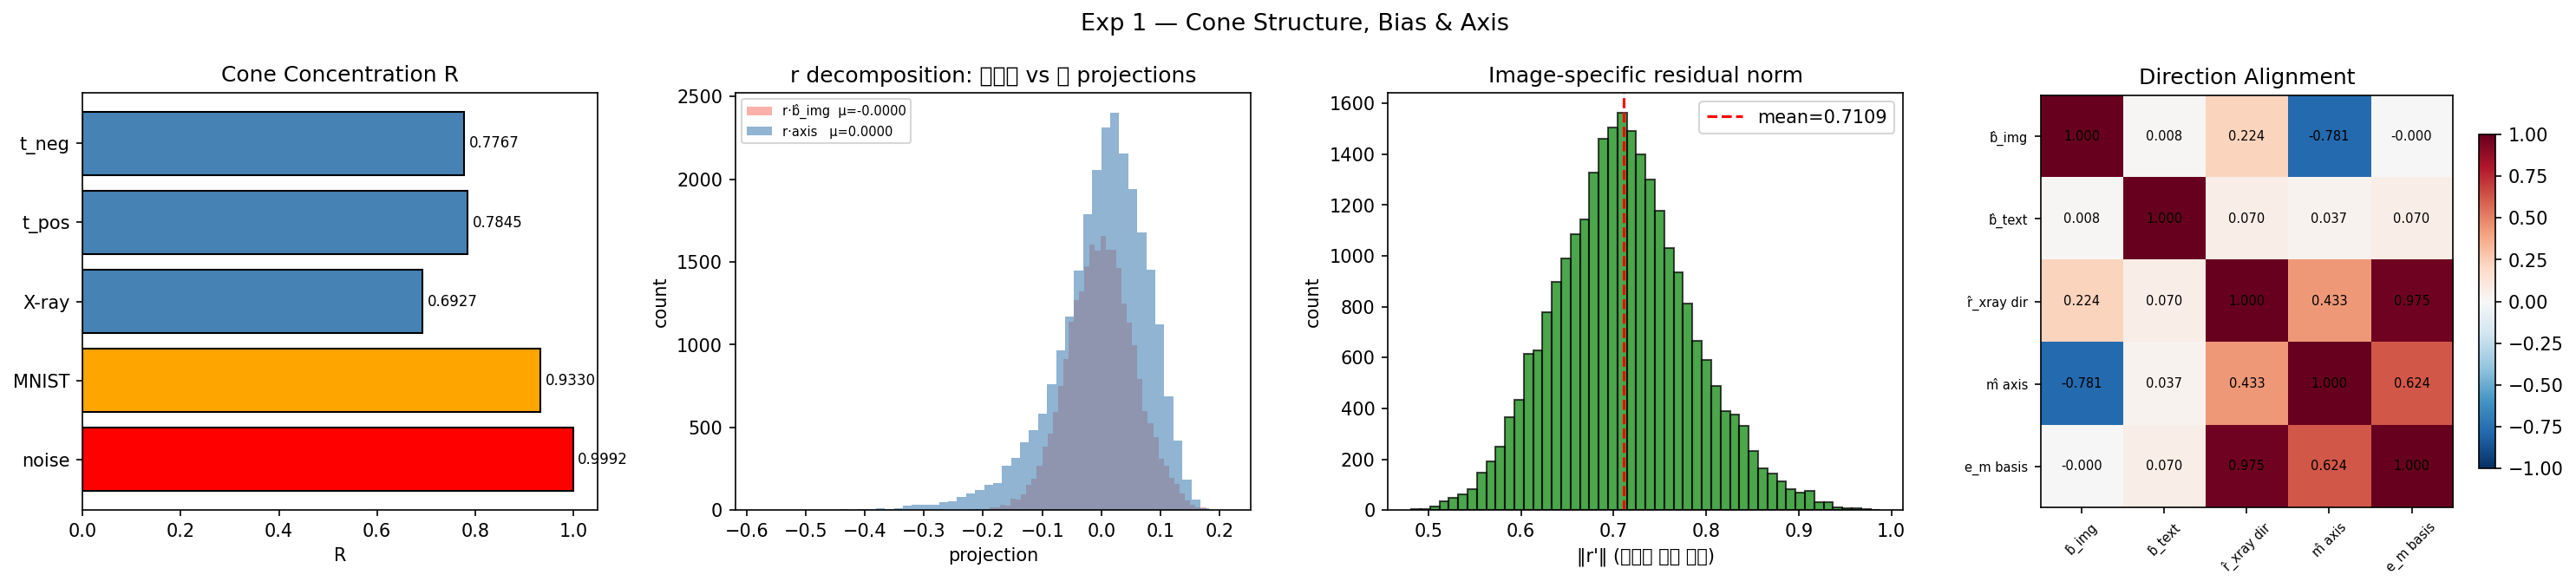 Exp 1 — Cone Structure, Bias & Axis
Cone Concentration R
t_neg
t_pos
X-ray
MNIST
noise
0.7767
0.7845
0.6927
0.9330
0.9992
0.0 0.2 0.4 0.6 0.8 1.0
R
r decomposition: vs projections
r·b̂_img μ=-0.0000
r·axis μ=0.0000
count
2500
2000
1500
1000
500
0
−0.6 −0.5 −0.4 −0.3 −0.2 −0.1 0.0 0.1 0.2
projection
Image-specific residual norm
mean=0.7109
count
1600
1400
1200
1000
800
600
400
200
0
0.5 0.6 0.7 0.8 0.9 1.0
‖r'‖
Direction Alignment
b̂_img 1.000 0.008 0.224 -0.781 -0.000
b̂_text 0.008 1.000 0.070 0.037 0.070
r̂_xray dir 0.224 0.070 1.000 0.433 0.975
m̂ axis -0.781 0.037 0.433 1.000 0.624
e_m basis -0.000 0.070 0.975 0.624 1.000
b̂_img b̂_text r̂_xray dir m̂ axis e_m basis
1.00
0.75
0.50
0.25
0.00
−0.25
−0.50
−0.75
−1.00